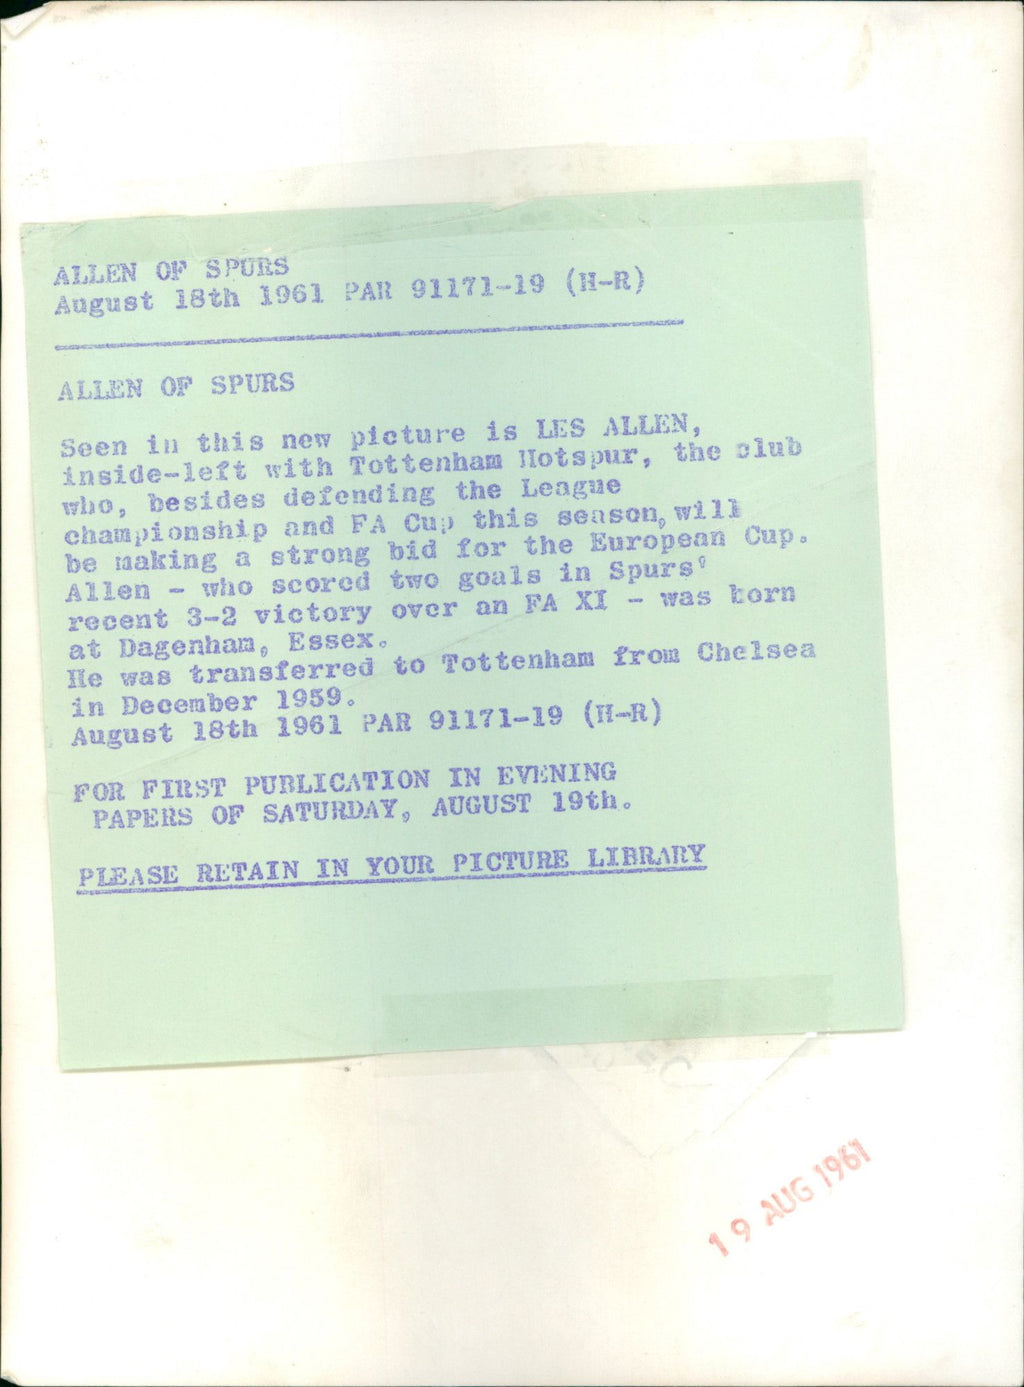 ALLEN OF SPURS
August 18th 1961 PAR 91171-19 (H-R)
ALLEN OF SPURS
Seen in this new picture is LES ALLEN,
inside-left with Tottenham Hotspur, the club
who, besides defending the League
championship and FA Cup this season, will
be making a strong bid for the European Cup.
Allen - who scored two goals in Spurs'
recent 3-2 victory over an FA XI - was born
at Dagenham, Essex.
He was transferred to Tottenham from Chelsea
in December 1959.
August 18th 1961 PAR 91171-19 (H-R)
FOR FIRST PUBLICATION IN EVENING
PAPERS OF SATURDAY, AUGUST 19th.
PLEASE RETAIN IN YOUR PICTURE LIBRARY
19 AUG 1961